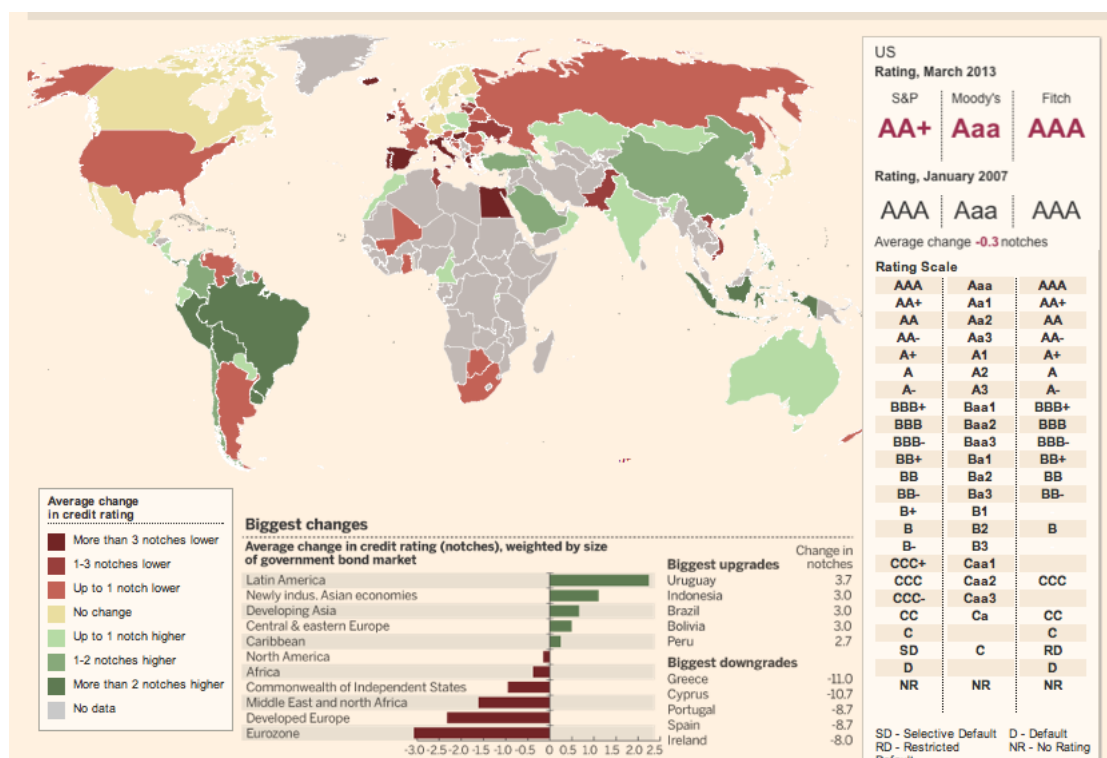 US
Rating, March 2013
S&P Moody's Fitch
AA+ Aaa AAA
Rating, January 2007
AAA Aaa AAA
Average change -0.3 notches
Rating Scale
AAA Aaa AAA
AA+ Aa1 AA+
AA Aa2 AA
AA- Aa3 AA-
A+ A1 A+
A A2 A
A- A3 A-
BBB+ Baa1 BBB+
BBB Baa2 BBB
BBB- Baa3 BBB-
BB+ Ba1 BB+
BB Ba2 BB
BB- Ba3 BB-
B+ B1
B B2 B
B- B3
CCC+ Caa1
CCC Caa2 CCC
CCC- Caa3
CC Ca CC
C C
SD C RD
D D
NR NR NR
SD - Selective Default D - Default
RD - Restricted NR - No Rating
Average change
in credit rating
More than 3 notches lower
1-3 notches lower
Up to 1 notch lower
No change
Up to 1 notch higher
1-2 notches higher
More than 2 notches higher
No data
Biggest changes
Average change in credit rating (notches), weighted by size
of government bond market
Latin America
Newly indus. Asian economies
Developing Asia
Central & eastern Europe
Caribbean
North America
Africa
Commonwealth of Independent States
Middle East and north Africa
Developed Europe
Eurozone
-3.0 -2.5 -2.0 -1.5 -1.0 -0.5 0 0.5 1.0 1.5 2.0 2.5
Change in
notches
Biggest upgrades
Uruguay 3.7
Indonesia 3.0
Brazil 3.0
Bolivia 3.0
Peru 2.7
Biggest downgrades
Greece -11.0
Cyprus -10.7
Portugal -8.7
Spain -8.7
Ireland -8.0